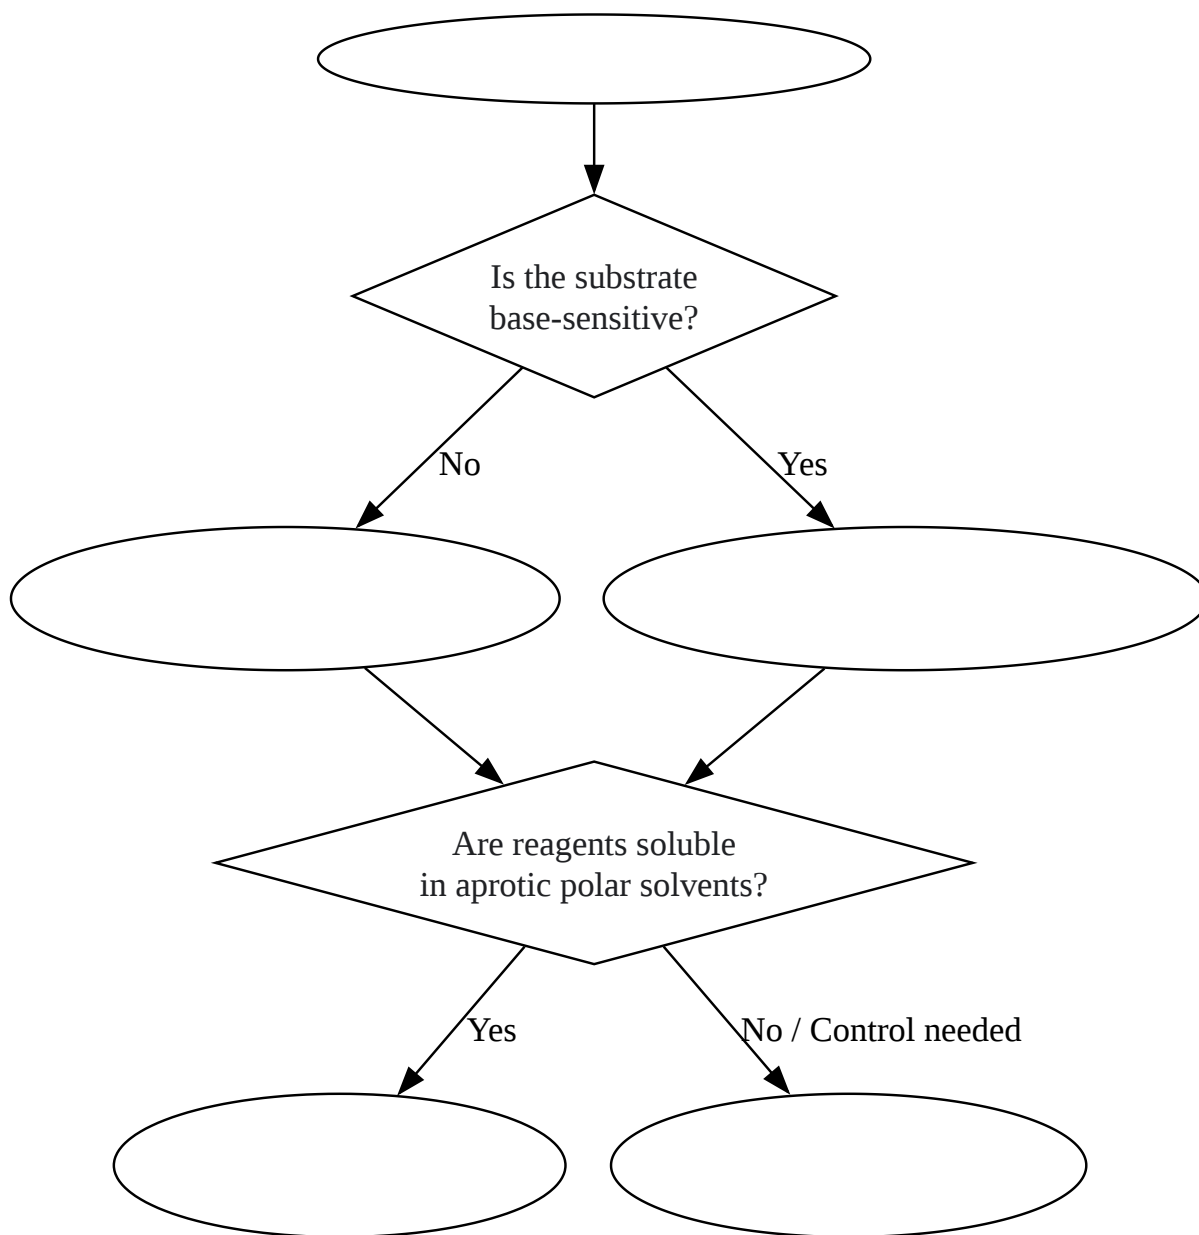 Is the substrate
base-sensitive?
No
Yes
Are reagents soluble
in aprotic polar solvents?
Yes
No / Control needed